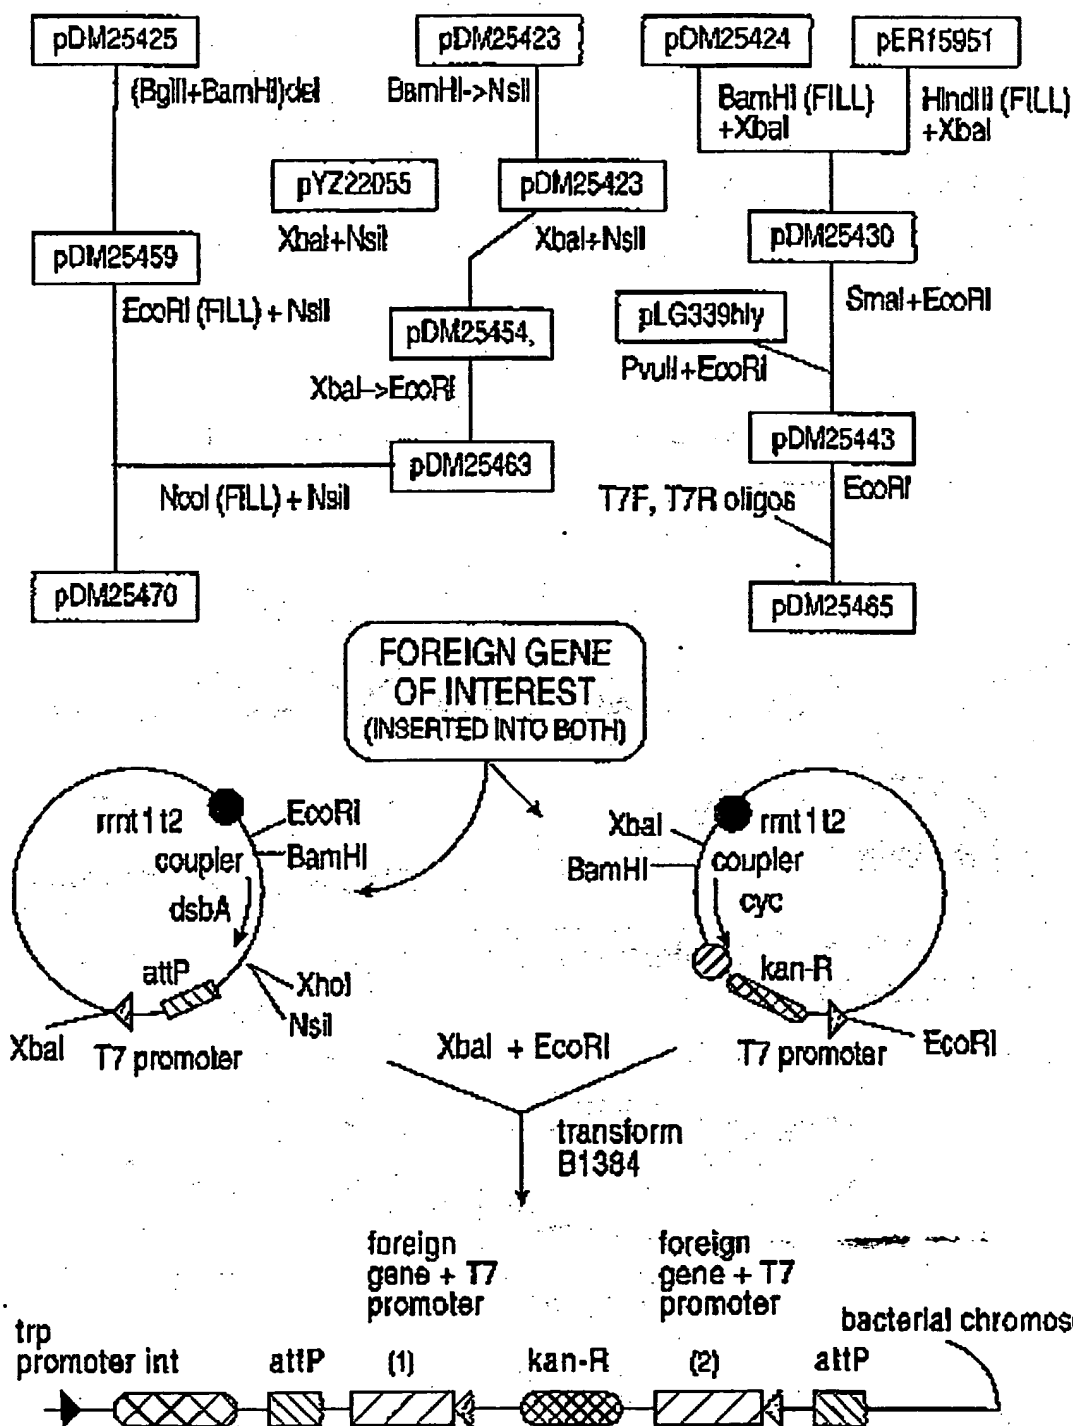 pDM25425
pDM25423
pDM25424
pER15951
(BglII+BamHI)del
BamHI->NsiI
BamHI (FILL)
+XbaI
HindIII (FILL)
+XbaI
pYZ22055
pDM25423
XbaI+NsiI
XbaI+NsiI
pDM25459
pDM25430
EcoRI (FILL) + NsiI
SmaI+EcoRI
pLG339hly
pDM25454
PvuII+EcoRI
XbaI->EcoRI
pDM25443
pDM25463
EcoRI
NcoI (FILL) + NsiI
T7F, T7R oligos
pDM25470
pDM25465
FOREIGN GENE
OF INTEREST
(INSERTED INTO BOTH)
rrnt1t2
EcoRI
coupler
BamHI
dsbA
attP
XhoI
NsiI
XbaI
T7 promoter
XbaI
rrnt1t2
BamHI
coupler
cyc
kan-R
T7 promoter
EcoRI
XbaI + EcoRI
transform
B1384
foreign
gene + T7
promoter
foreign
gene + T7
promoter
bacterial chromos
trp
promoter int
attP
(1)
kan-R
(2)
attP